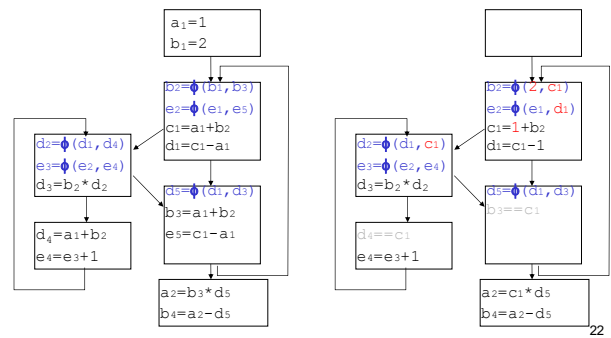 a₁=1
b₁=2
b₂=ϕ(b₁,b₃)
e₂=ϕ(e₁,e₅)
c₁=a₁+b₂
d₁=c₁-a₁
d₂=ϕ(d₁,d₄)
e₃=ϕ(e₂,e₄)
d₃=b₂*d₂
d₅=ϕ(d₁,d₃)
b₃=a₁+b₂
e₅=c₁-a₁
d₄=a₁+b₂
e₄=e₃+1
a₂=b₃*d₅
b₄=a₂-d₅
b₂=ϕ(2,c₁)
e₂=ϕ(e₁,d₁)
c₁=1+b₂
d₁=c₁-1
d₂=ϕ(d₁,c₁)
e₃=ϕ(e₂,e₄)
d₃=b₂*d₂
d₅=ϕ(d₁,d₃)
b₃==c₁
d₄==c₁
e₄=e₃+1
a₂=c₁*d₅
b₄=a₂-d₅
22